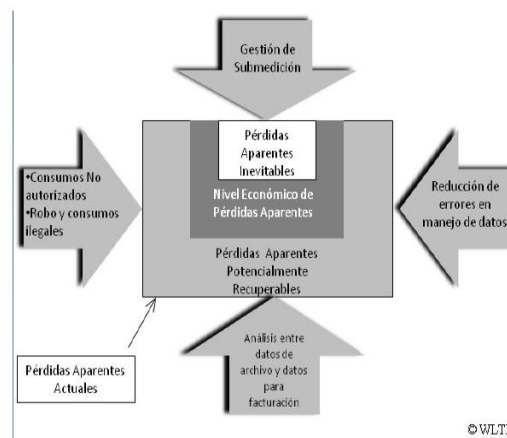 Gestión de
Submedición
Pérdidas
Aparentes
Inevitables
•Consumos No
autorizados
•Robo y consumos
ilegales
Nivel Económico de
Pérdidas Aparentes
Reducción de
errores en
manejo de datos
Pérdidas Aparentes
Potencialmente
Recuperables
Pérdidas Aparentes
Actuales
Análisis entre
datos de
archivo y datos
para
facturación
©